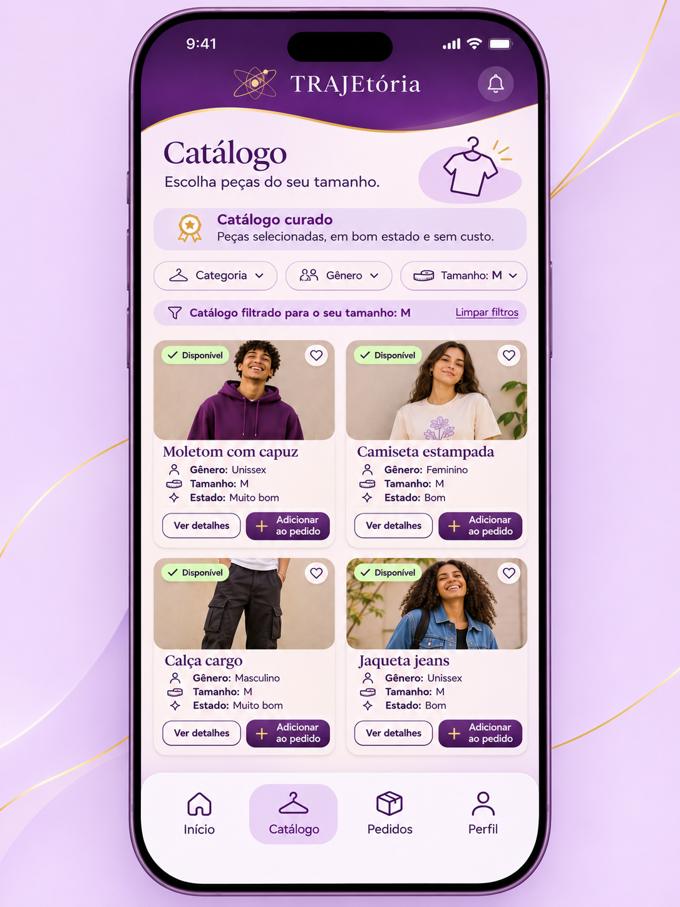 9:41
TRAJEtória
Catálogo
Escolha peças do seu tamanho.
Catálogo curado
Peças selecionadas, em bom estado e sem custo.
Categoria
Gênero
Tamanho: M
Catálogo filtrado para o seu tamanho: M
Limpar filtros
Disponível
Disponível
Moletom com capuz
Gênero: Unissex
Tamanho: M
Estado: Muito bom
Ver detalhes
Adicionar
ao pedido
Camiseta estampada
Gênero: Feminino
Tamanho: M
Estado: Bom
Ver detalhes
Adicionar
ao pedido
Disponível
Disponível
Calça cargo
Gênero: Masculino
Tamanho: M
Estado: Muito bom
Ver detalhes
Adicionar
ao pedido
Jaqueta jeans
Gênero: Unissex
Tamanho: M
Estado: Bom
Ver detalhes
Adicionar
ao pedido
Início
Catálogo
Pedidos
Perfil